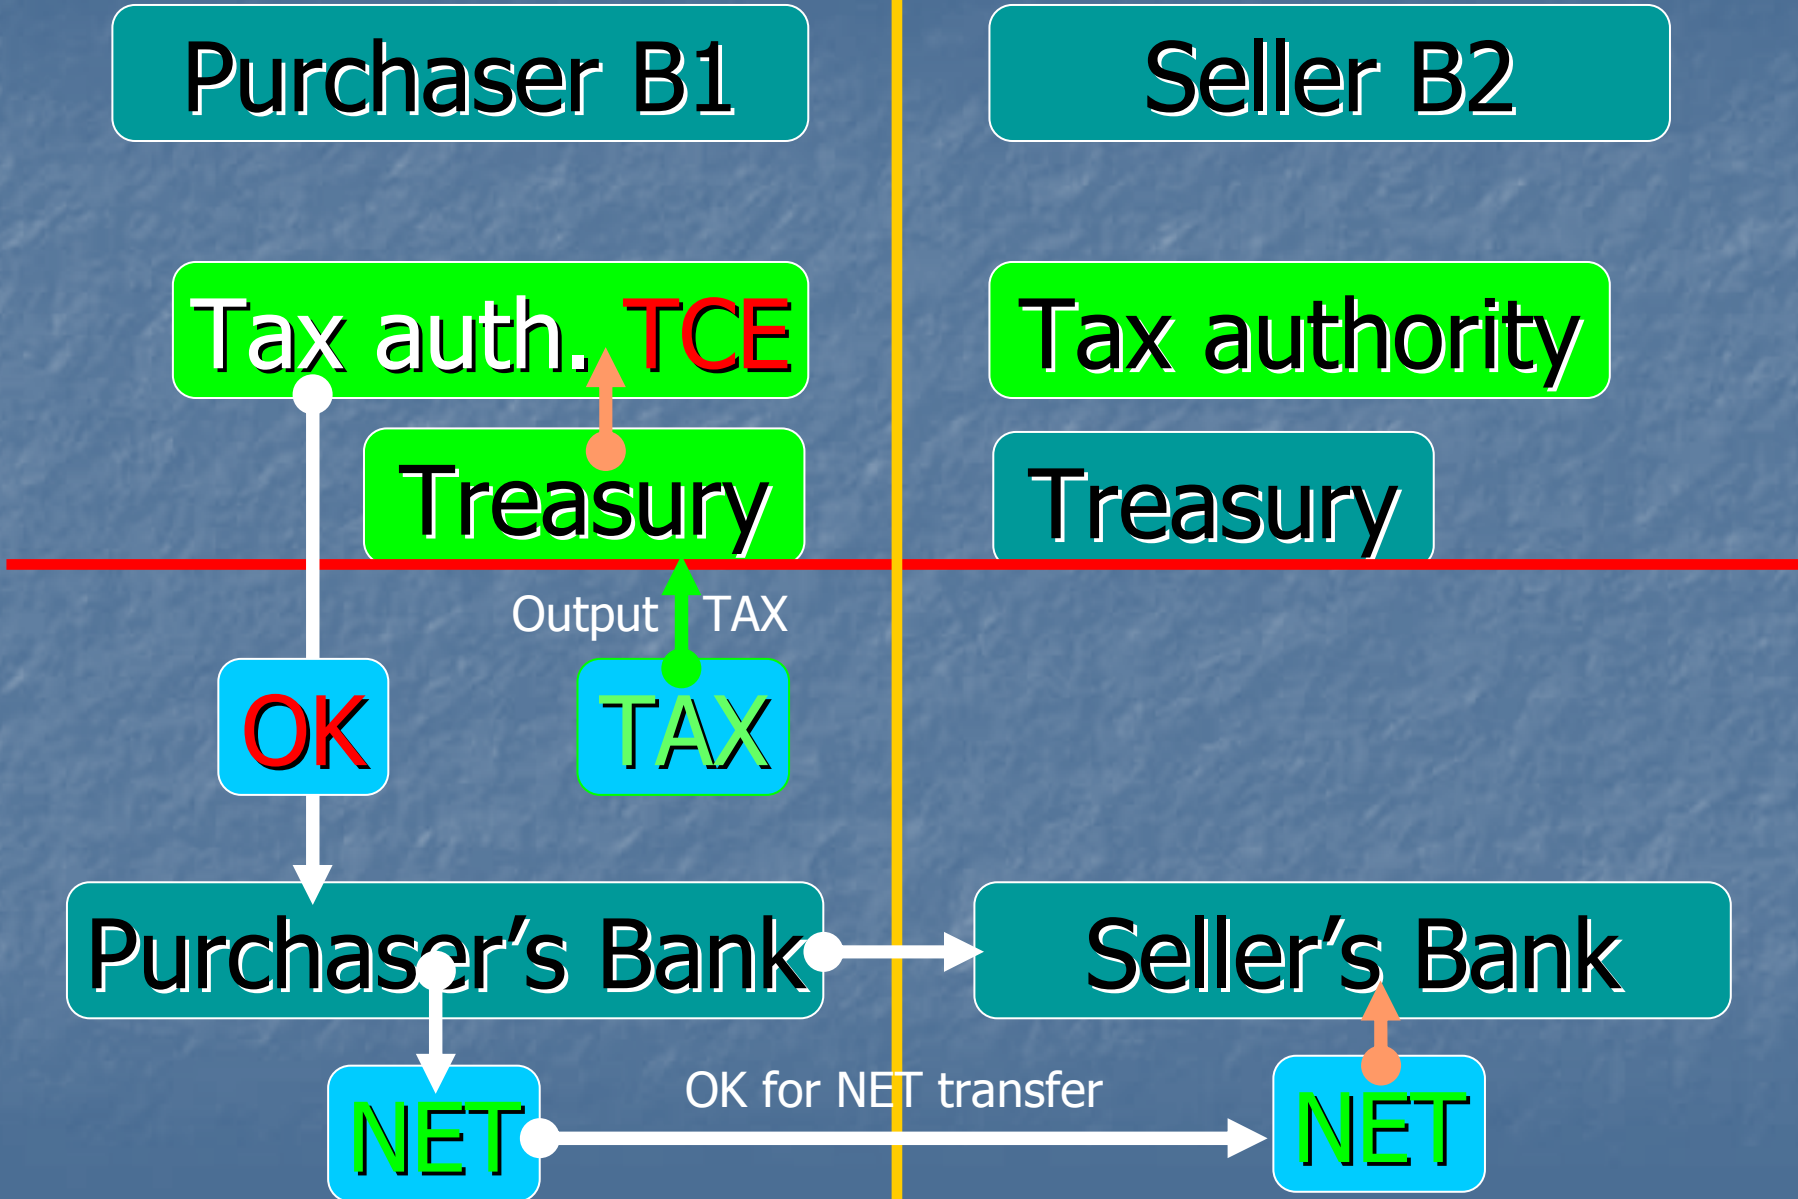 Purchaser B1
Seller B2
Tax auth. TCE
Tax authority
Treasury
Treasury
Output TAX
OK
TAX
Purchaser’s Bank
Seller’s Bank
OK for NET transfer
NET
NET